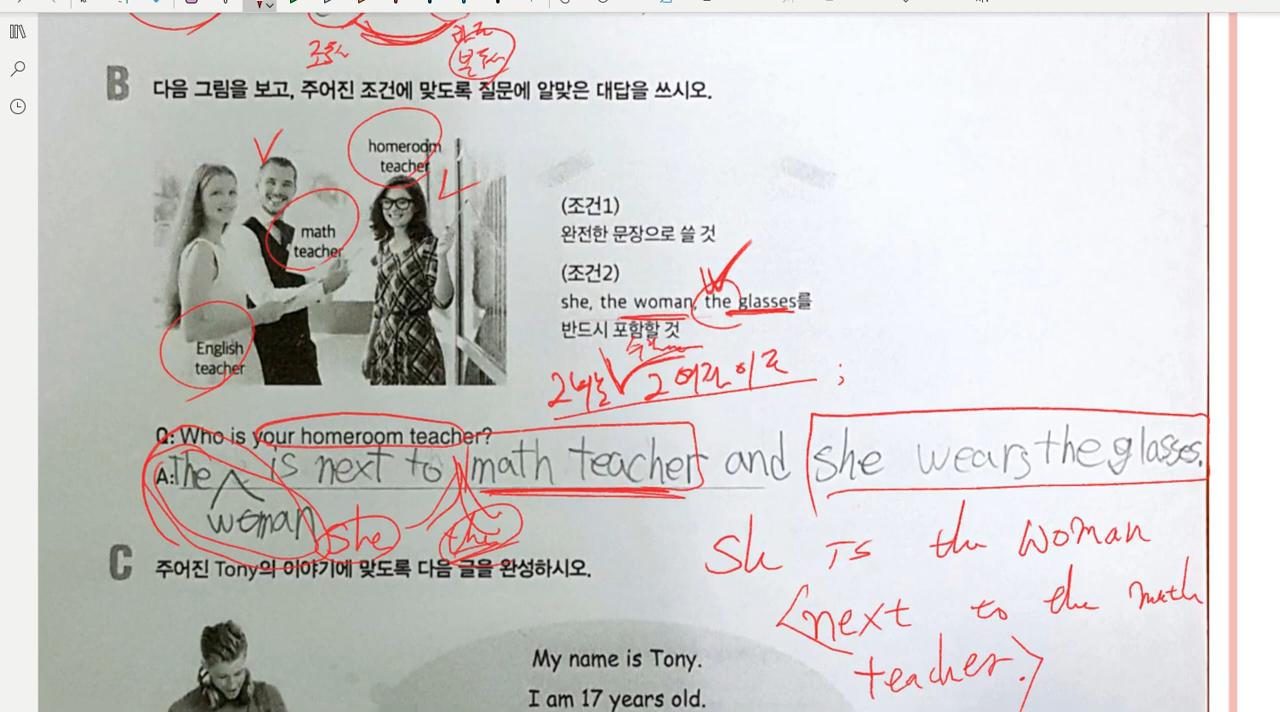 B 다음 그림을 보고, 주어진 조건에 맞도록 질문에 알맞은 대답을 쓰시오.
homeroom
teacher
math
teacher
English
teacher
(조건1)
완전한 문장으로 쓸 것
(조건2)
she, the woman, the glasses를
반드시 포함할 것
Q: Who is your homeroom teacher?
A: The is next to math teacher and she wears the glasses.
woman she the
She is the woman
<next to the math
teacher.>
C 주어진 Tony의 이야기에 맞도록 다음 글을 완성하시오.
My name is Tony.
I am 17 years old.